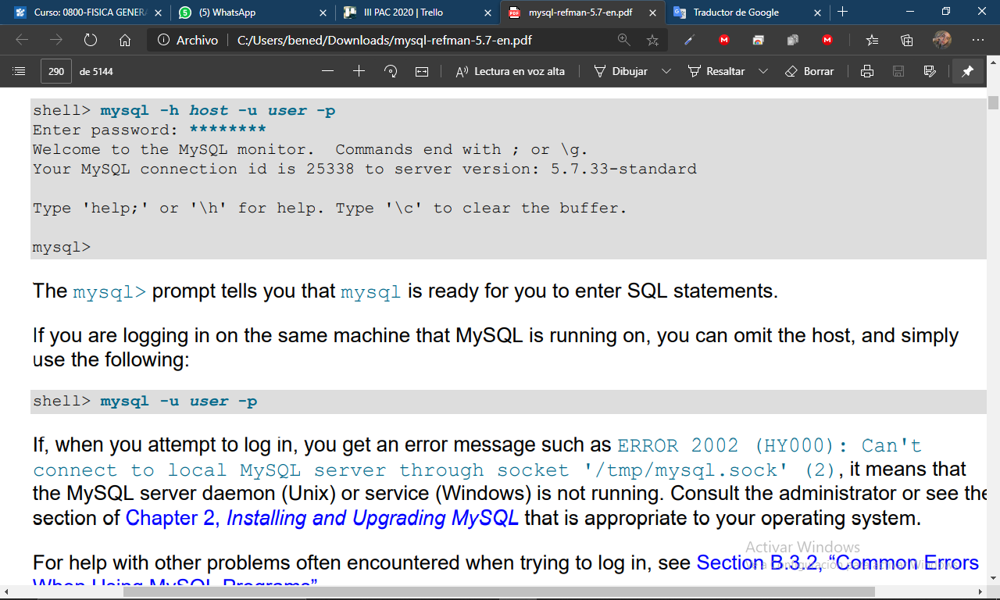 Curso: 0800-FISICA GENERA
(5) WhatsApp
III PAC 2020 | Trello
mysql-refman-5.7-en.pdf
Traductor de Google
Archivo
C:/Users/bened/Downloads/mysql-refman-5.7-en.pdf
290 de 5144
Lectura en voz alta
Dibujar
Resaltar
Borrar
shell> mysql -h host -u user -p
Enter password: ********
Welcome to the MySQL monitor.  Commands end with ; or \g.
Your MySQL connection id is 25338 to server version: 5.7.33-standard
Type 'help;' or '\h' for help. Type '\c' to clear the buffer.
mysql>
The mysql> prompt tells you that mysql is ready for you to enter SQL statements.
If you are logging in on the same machine that MySQL is running on, you can omit the host, and simply
use the following:
shell> mysql -u user -p
If, when you attempt to log in, you get an error message such as ERROR 2002 (HY000): Can't
connect to local MySQL server through socket '/tmp/mysql.sock' (2), it means that
the MySQL server daemon (Unix) or service (Windows) is not running. Consult the administrator or see the
section of Chapter 2, Installing and Upgrading MySQL that is appropriate to your operating system.
Activar Windows
For help with other problems often encountered when trying to log in, see Section B.3.2, “Common Errors
When Using MySQL Programs”